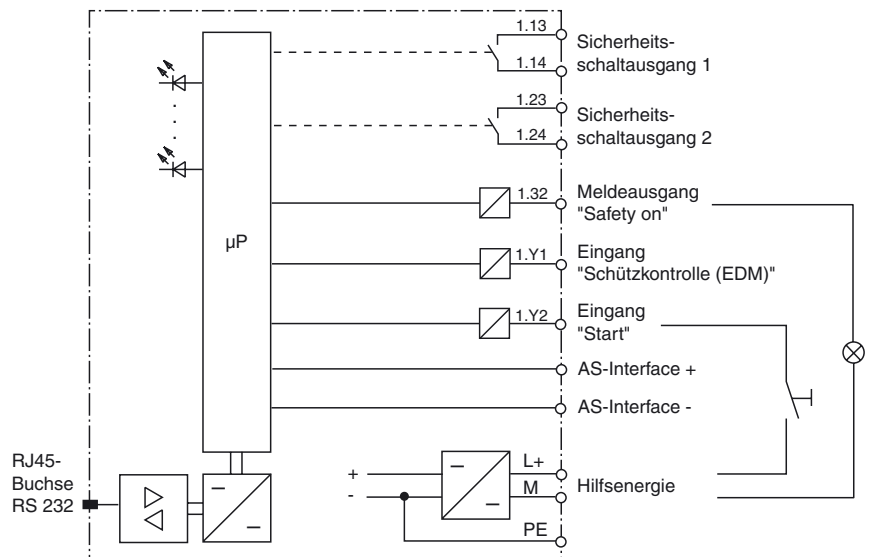 1.13
Sicherheits-
schaltausgang 1
1.14
1.23
Sicherheits-
schaltausgang 2
1.24
1.32
Meldeausgang
"Safety on"
µP
1.Y1
Eingang
"Schützkontrolle (EDM)"
1.Y2
Eingang
"Start"
AS-Interface +
AS-Interface -
RJ45-
Buchse
RS 232
+
-
L+
M
Hilfsenergie
PE